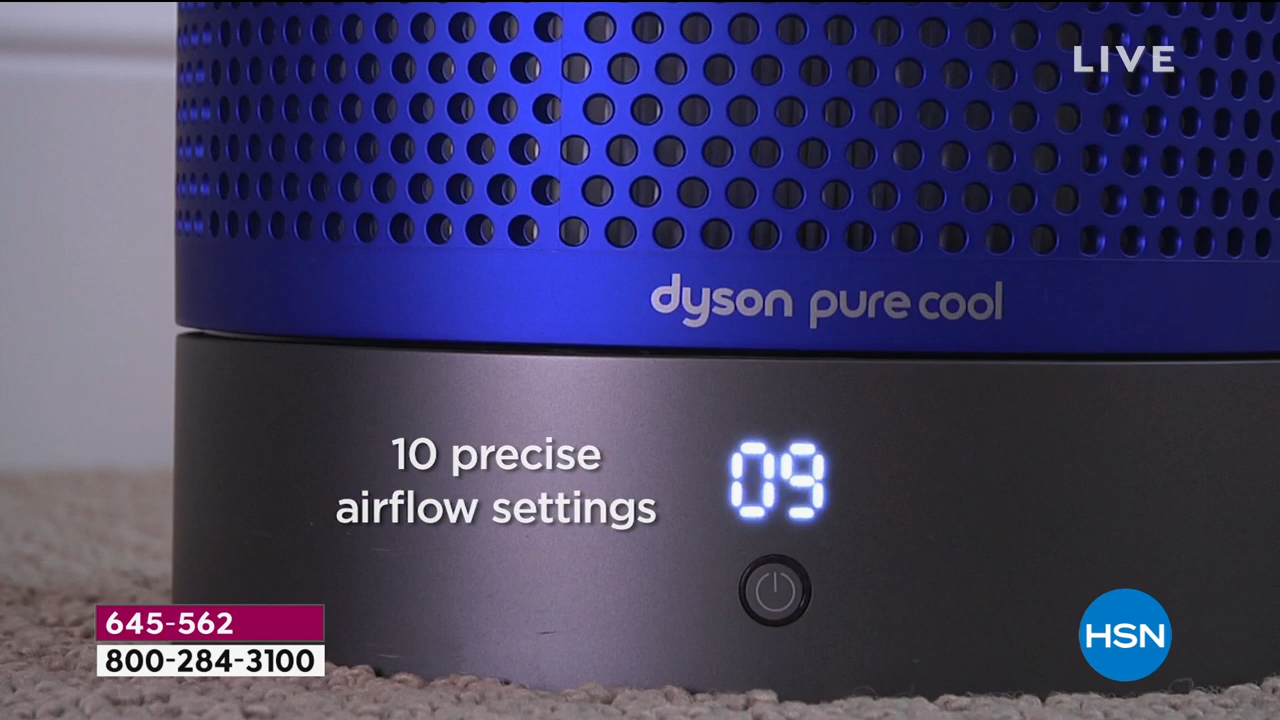 LIVE
dyson pure cool
10 precise
airflow settings
09
645-562
800-284-3100
HSN